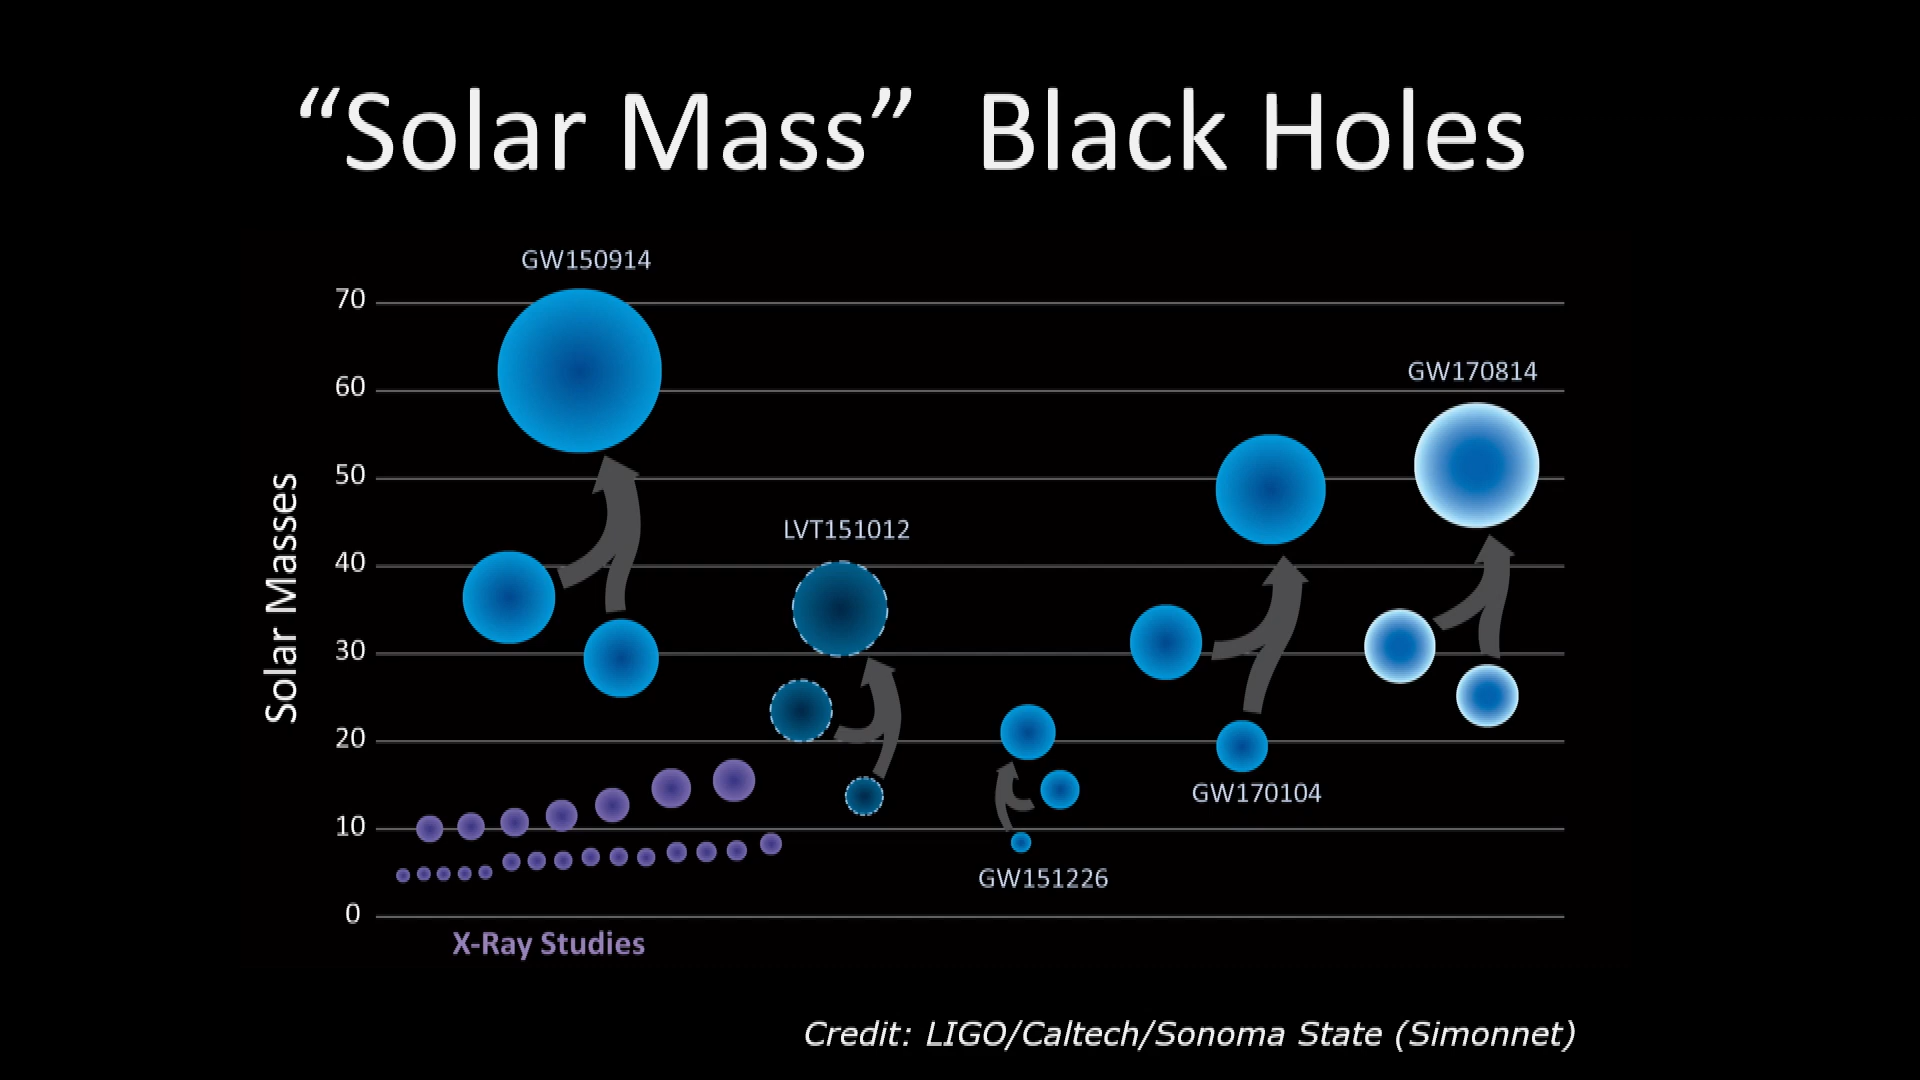 “Solar Mass” Black Holes
GW150914
70
GW170814
60
50
LVT151012
40
30
20
GW170104
10
GW151226
0
Solar Masses
X-Ray Studies
Credit: LIGO/Caltech/Sonoma State (Simonnet)